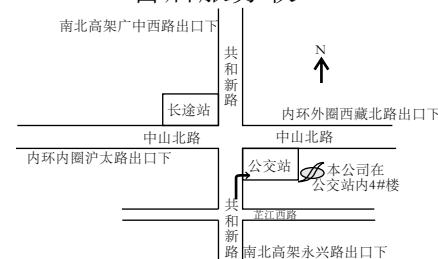 南北高架广中西路出口下
共和新路
N
长途站
内环外圈西藏北路出口下
中山北路
中山北路
内环内圈沪太路出口下
公交站
本公司在
公交站内4#楼
共和新路
芷江西路
南北高架永兴路出口下